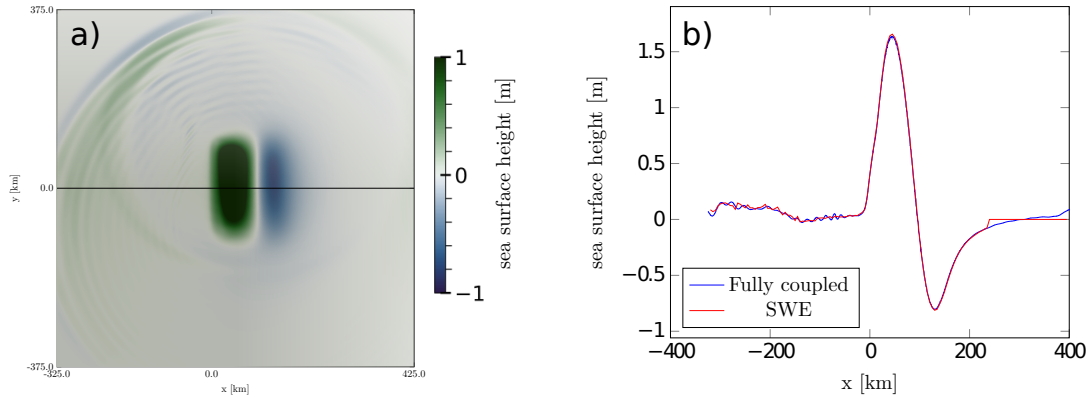 a)
375.0
0.0
-375.0
y [km]
-325.0
0.0
425.0
x [km]
1
0
−1
sea surface height [m]
b)
1.5
1
0.5
0
−0.5
−1
sea surface height [m]
Fully coupled
SWE
−400
−200
0
200
400
x [km]